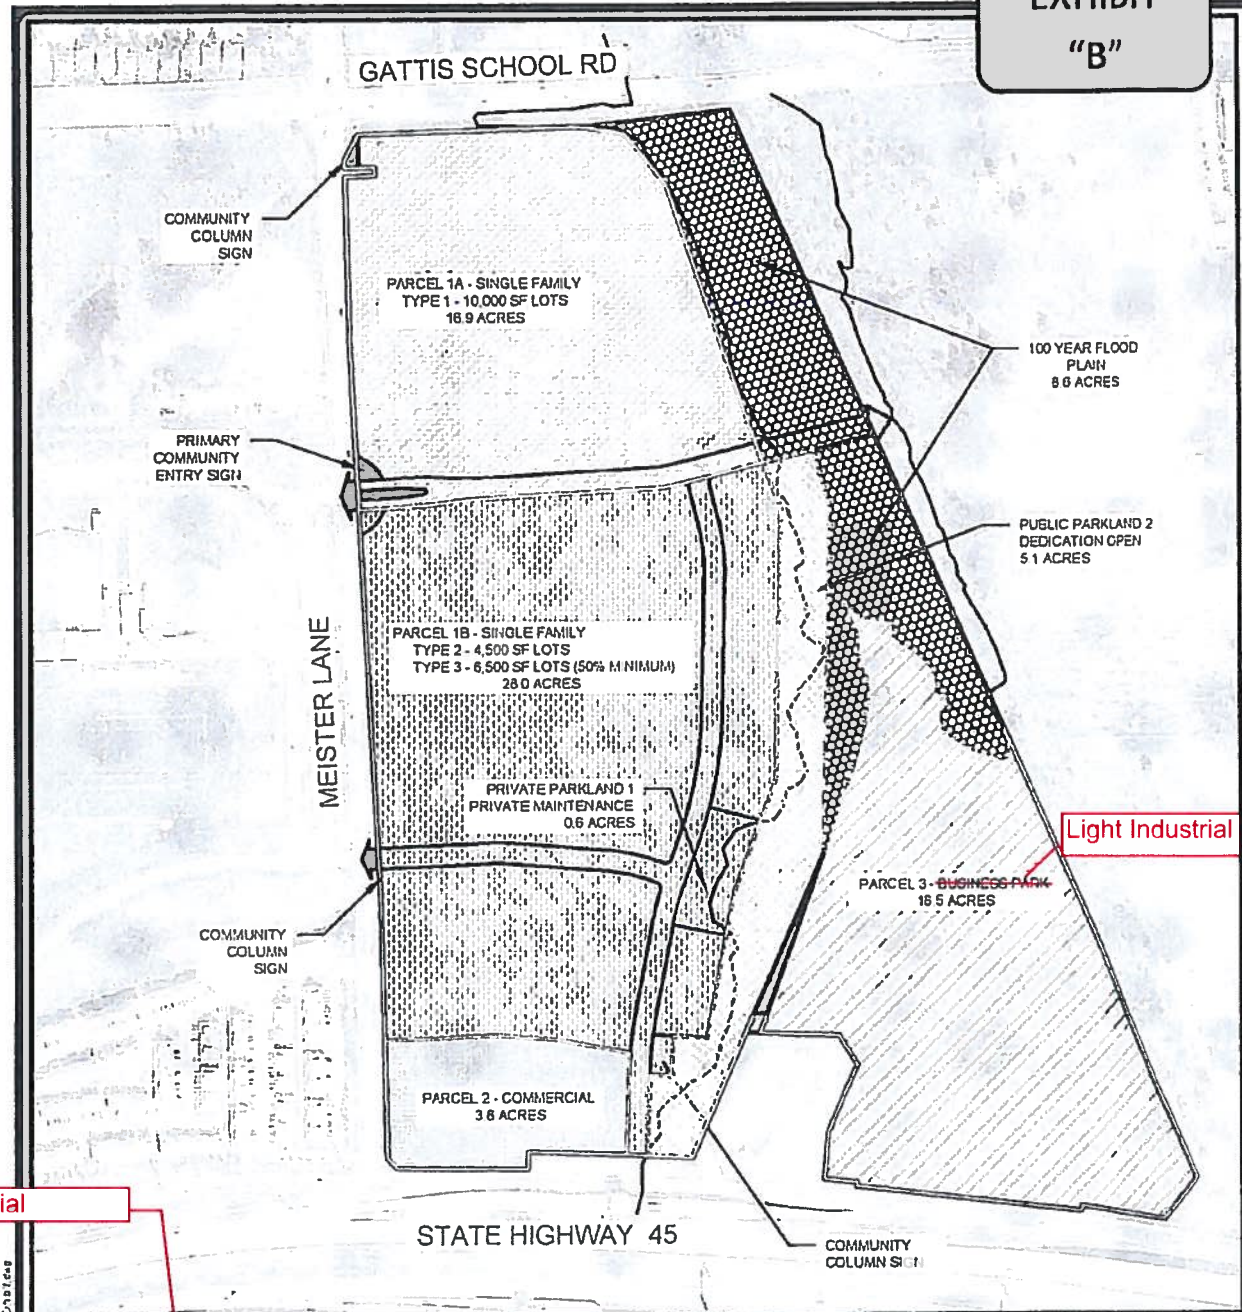 EXHIBIT
“B”
GATTIS SCHOOL RD
COMMUNITY
COLUMN
SIGN
PARCEL 1A - SINGLE FAMILY
TYPE 1 - 10,000 SF LOTS
16.9 ACRES
100 YEAR FLOOD
PLAIN
8.6 ACRES
PRIMARY
COMMUNITY
ENTRY SIGN
PUBLIC PARKLAND 2
DEDICATION OPEN
5.1 ACRES
MEISTER LANE
PARCEL 1B - SINGLE FAMILY
TYPE 2 - 4,500 SF LOTS
TYPE 3 - 6,500 SF LOTS (50% MINIMUM)
28.0 ACRES
PRIVATE PARKLAND 1
PRIVATE MAINTENANCE
0.6 ACRES
Light Industrial
PARCEL 3 - BUSINESS PARK
16.5 ACRES
COMMUNITY
COLUMN
SIGN
PARCEL 2 - COMMERCIAL
3.6 ACRES
ial
STATE HIGHWAY 45
COMMUNITY
COLUMN SIGN